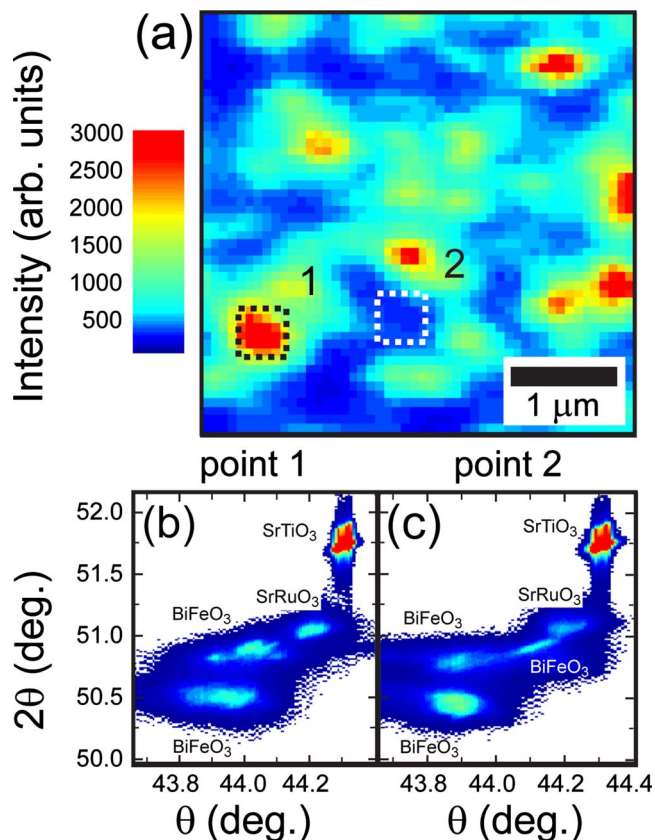 (a)
Intensity (arb. units)
3000
2500
2000
1500
1000
500
1
2
1 μm
point 1
point 2
(b)
(c)
SrTiO3
SrTiO3
SrRuO3
SrRuO3
BiFeO3
BiFeO3
BiFeO3
BiFeO3
BiFeO3
2θ (deg.)
52.0
51.5
51.0
50.5
50.0
43.8 44.0 44.2
43.8 44.0 44.2 44.4
θ (deg.)
θ (deg.)